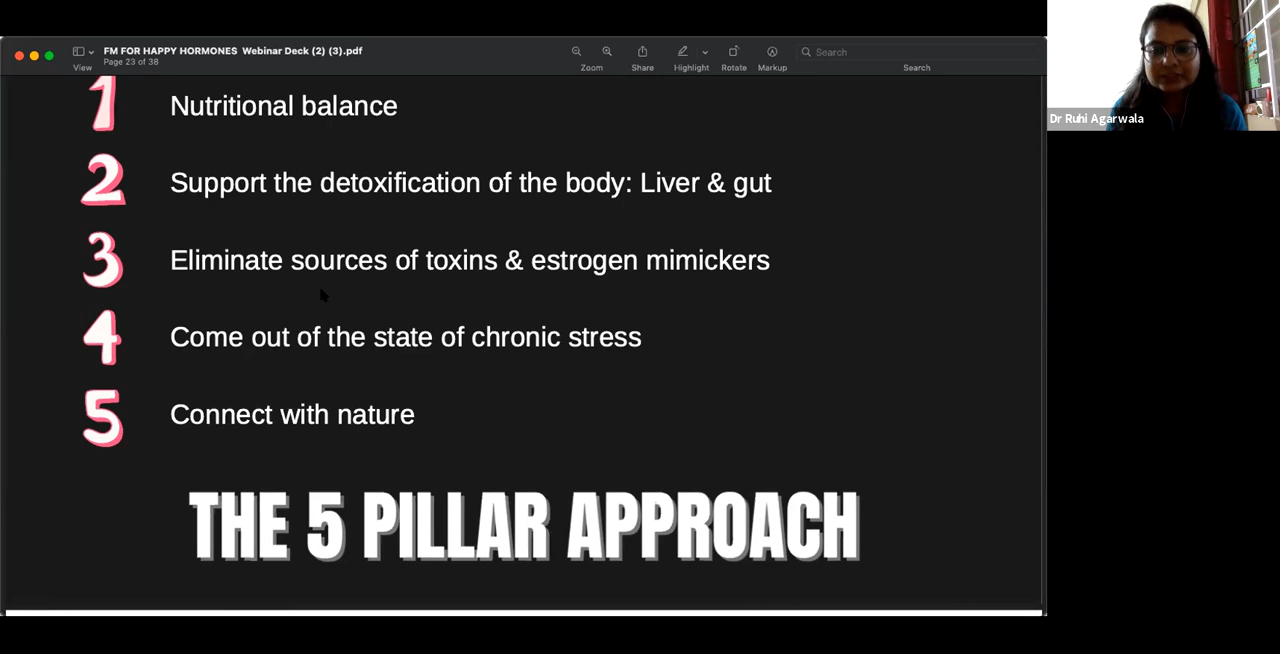 FM FOR HAPPY HORMONES Webinar Deck (2) (3).pdf
Page 23 of 38
View
Zoom
Share
Highlight
Rotate
Markup
Search
Search
Dr Ruhi Agarwala
1 Nutritional balance
2 Support the detoxification of the body: Liver & gut
3 Eliminate sources of toxins & estrogen mimickers
4 Come out of the state of chronic stress
5 Connect with nature
THE 5 PILLAR APPROACH